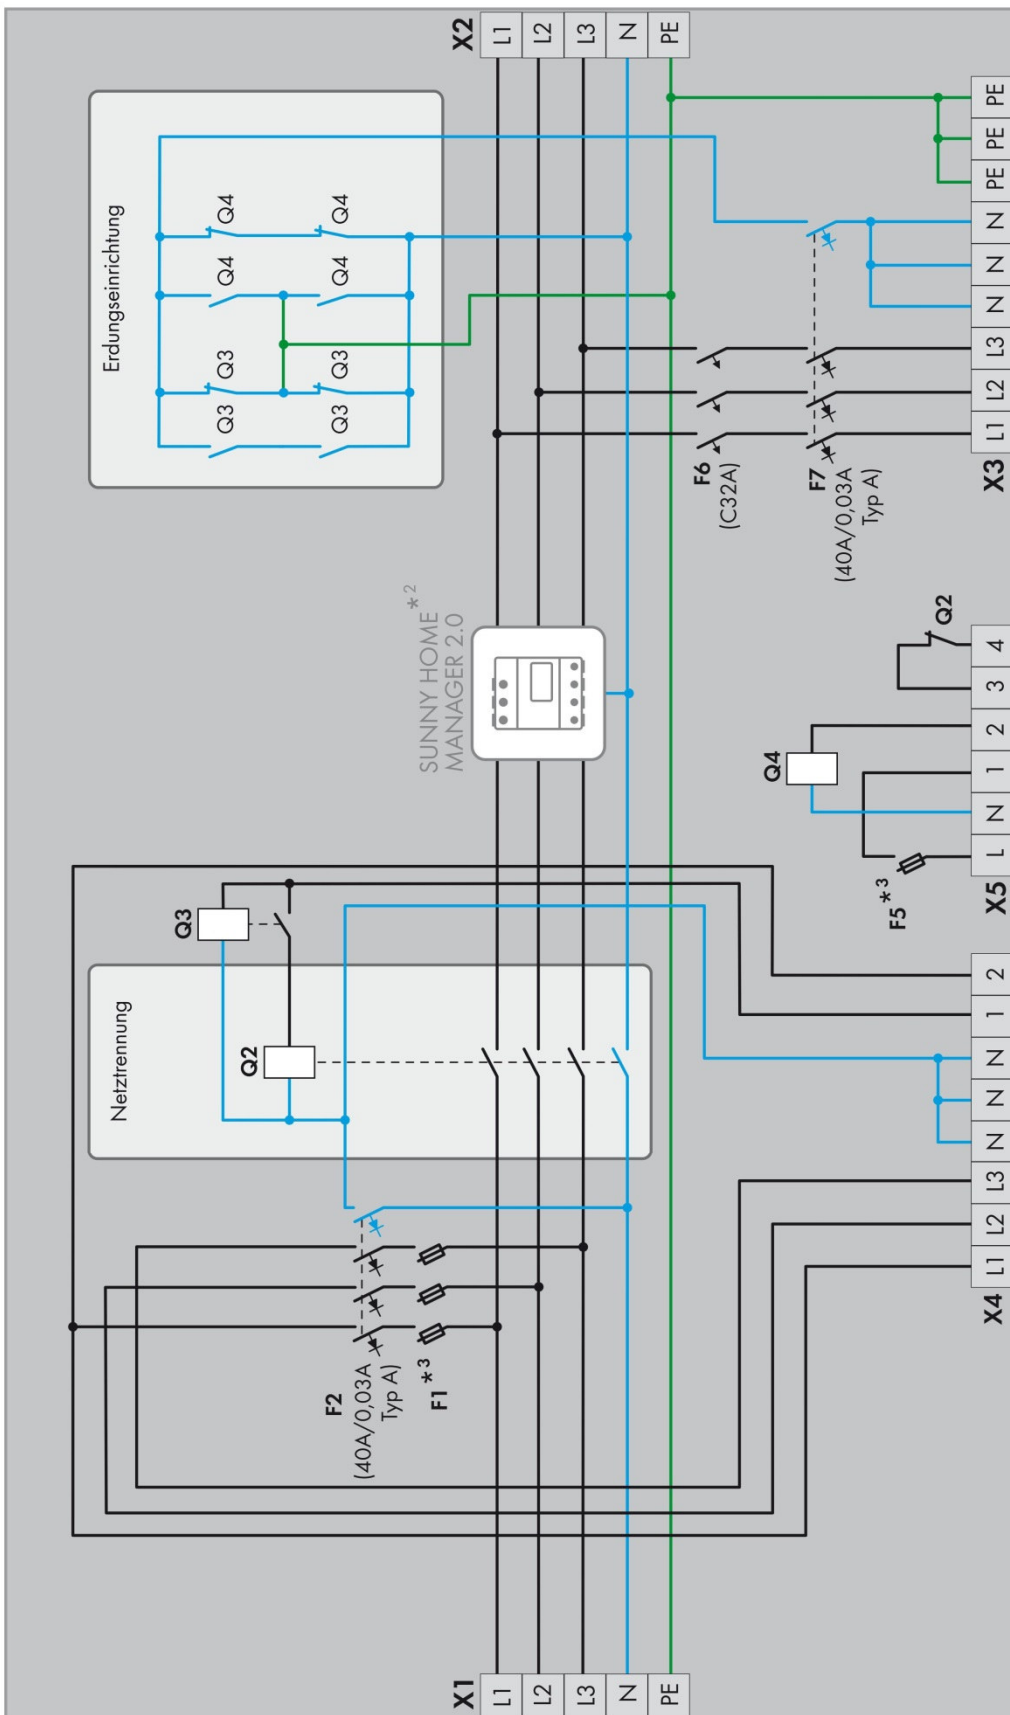 Netztrennung
Erdungseinrichtung
Q3
Q2
Q3
Q3
Q4
Q4
Q3
Q3
Q4
Q4
F2
(40A/0,03A
Typ A)
F1 *3
SUNNY HOME *2
MANAGER 2.0
X1
L1
L2
L3
N
PE
X2
L1
L2
L3
N
PE
F6
(C32A)
F7
(40A/0,03A
Typ A)
Q4
F5 *3
Q2
X4
L1 L2 L3 N N N 1 2
X5
L N 1 2 3 4
X3
L1 L2 L3 N N N PE PE PE